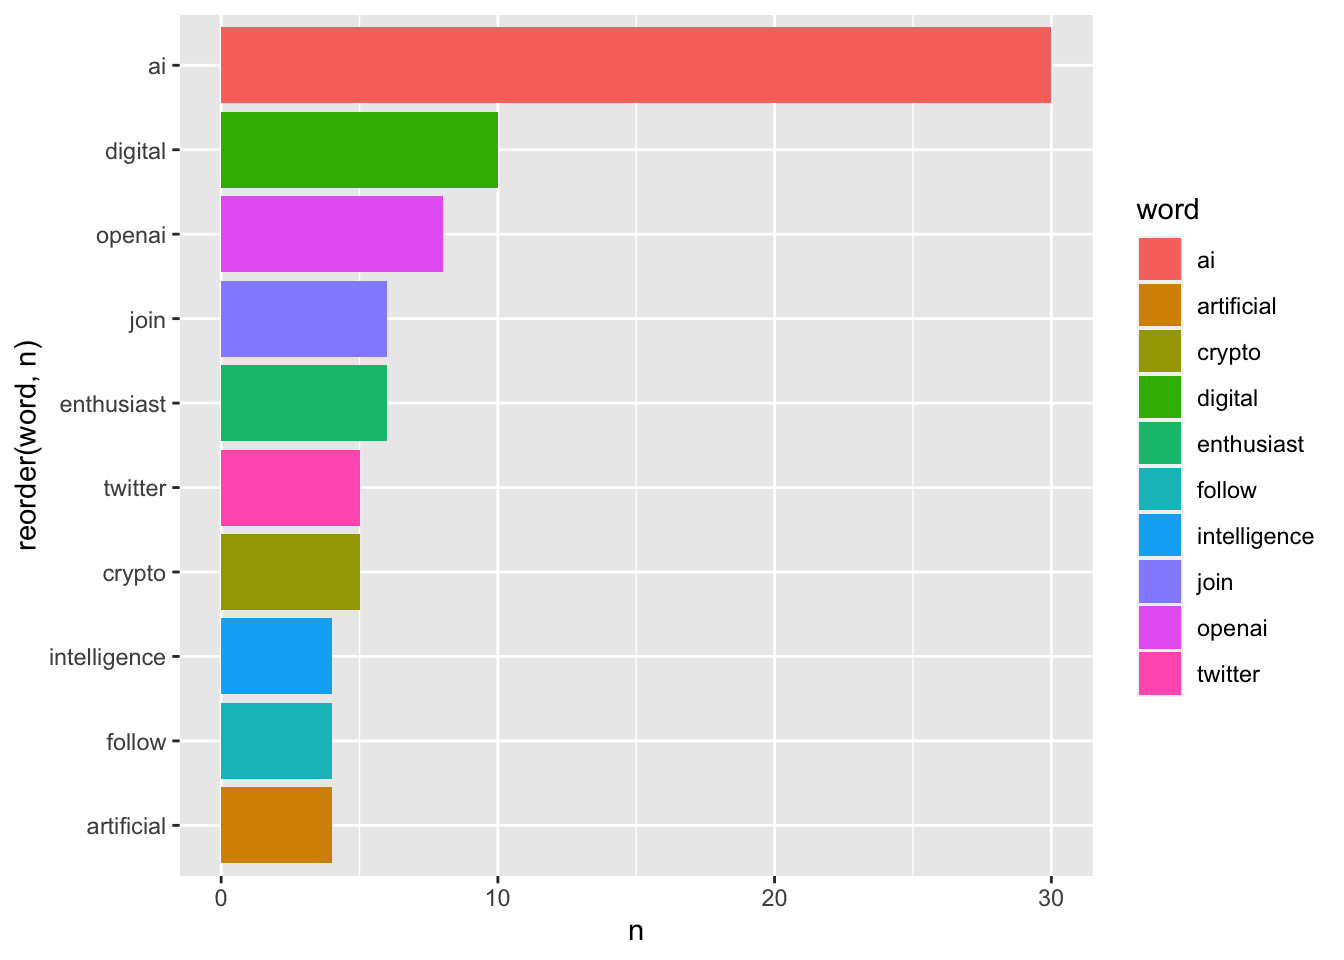 ai
digital
openai
join
enthusiast
twitter
crypto
intelligence
follow
artificial
reorder(word, n)
0 10 20 30
n
word
ai
artificial
crypto
digital
enthusiast
follow
intelligence
join
openai
twitter